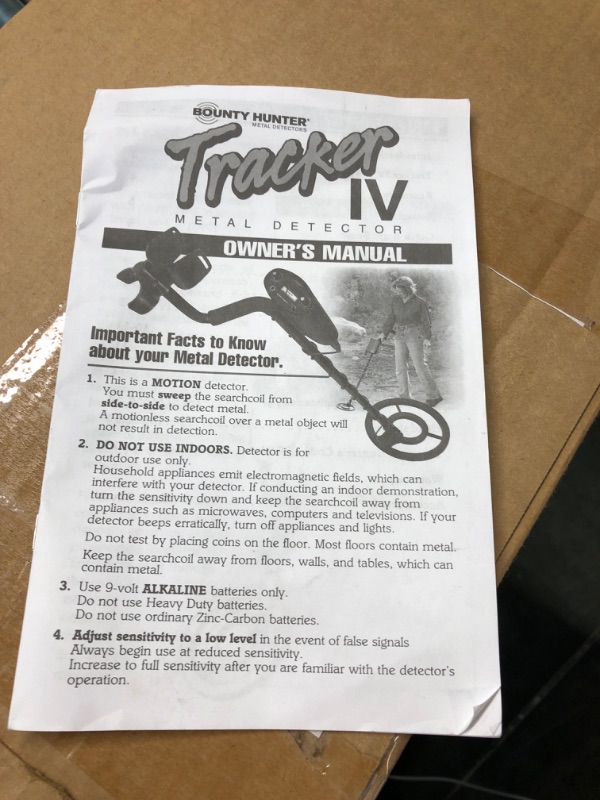 BOUNTY HUNTER®
METAL DETECTORS
Tracker
IV
METAL DETECTOR
OWNER'S MANUAL
Important Facts to Know
about your Metal Detector.
1. This is a MOTION detector.
You must sweep the searchcoil from
side-to-side to detect metal.
A motionless searchcoil over a metal object will
not result in detection.
2. DO NOT USE INDOORS. Detector is for
outdoor use only.
Household appliances emit electromagnetic fields, which can
interfere with your detector. If conducting an indoor demonstration,
turn the sensitivity down and keep the searchcoil away from
appliances such as microwaves, computers and televisions. If your
detector beeps erratically, turn off appliances and lights.
Do not test by placing coins on the floor. Most floors contain metal.
Keep the searchcoil away from floors, walls, and tables, which can
contain metal.
3. Use 9-volt ALKALINE batteries only.
Do not use Heavy Duty batteries.
Do not use ordinary Zinc-Carbon batteries.
4. Adjust sensitivity to a low level in the event of false signals
Always begin use at reduced sensitivity.
Increase to full sensitivity after you are familiar with the detector's
operation.